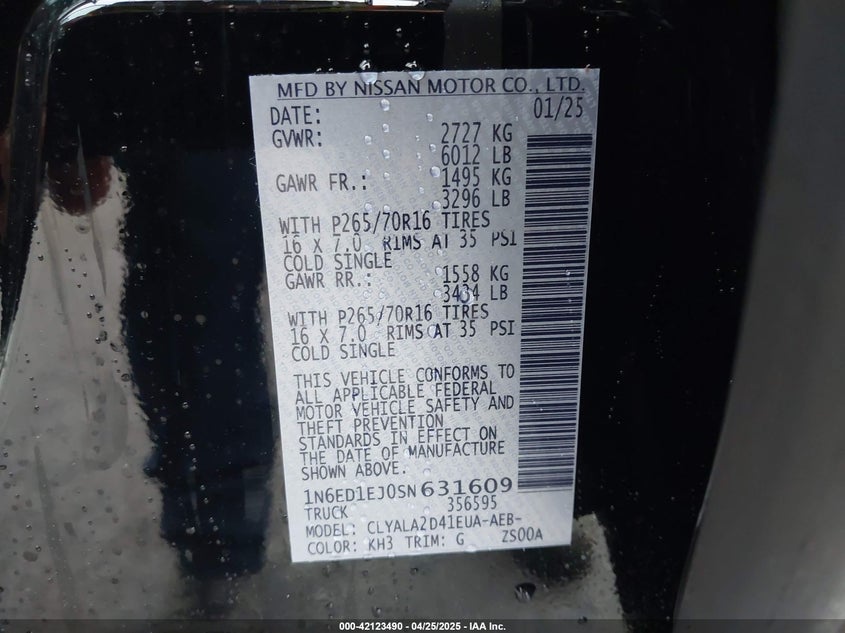 MFD BY NISSAN MOTOR CO., LTD.
DATE: 01/25
GVWR: 2727 KG
6012 LB
GAWR FR.: 1495 KG
3296 LB
WITH P265/70R16 TIRES
16 X 7.0 RIMS AT 35 PSI
COLD SINGLE
GAWR RR.: 1558 KG
3434 LB
WITH P265/70R16 TIRES
16 X 7.0 RIMS AT 35 PSI
COLD SINGLE
THIS VEHICLE CONFORMS TO
ALL APPLICABLE FEDERAL
MOTOR VEHICLE SAFETY AND
THEFT PREVENTION
STANDARDS IN EFFECT ON
THE DATE OF MANUFACTURE
SHOWN ABOVE.
1N6ED1EJ0SN631609
TRUCK 356595
MODEL: CLYALA2D41EUA-AEB-
COLOR: KH3 TRIM: G ZS00A
000-42123490 - 04/25/2025 - IAA Inc.